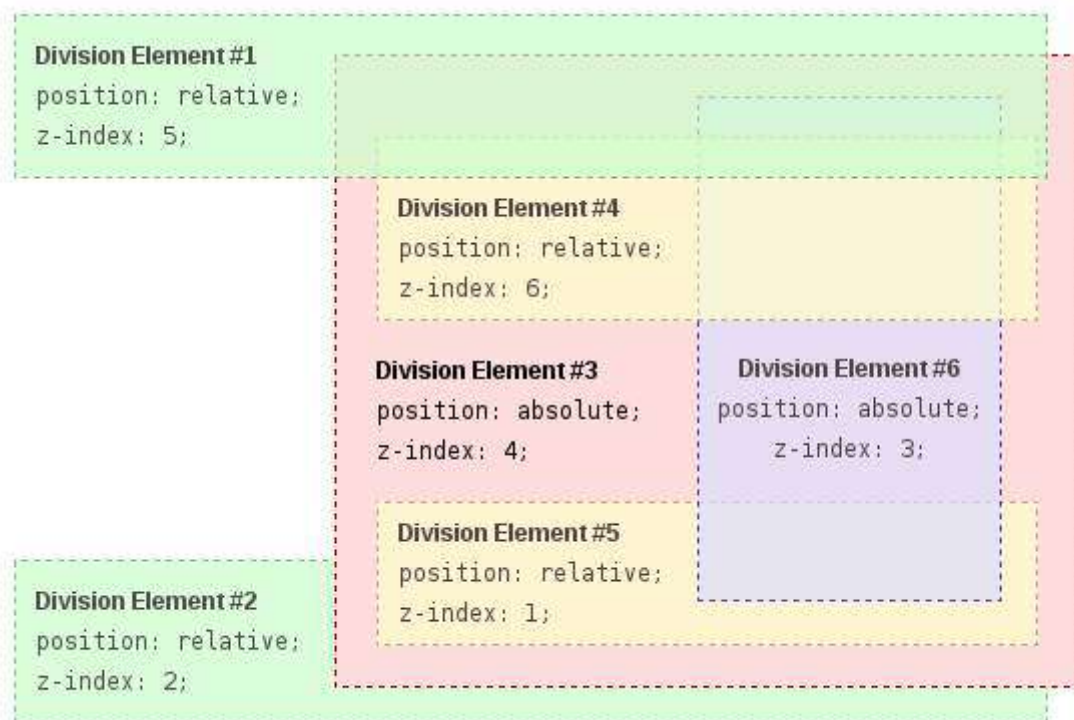 Division Element #1
position: relative;
z-index: 5;
Division Element #4
position: relative;
z-index: 6;
Division Element #3
position: absolute;
z-index: 4;
Division Element #6
position: absolute;
z-index: 3;
Division Element #5
position: relative;
z-index: 1;
Division Element #2
position: relative;
z-index: 2;